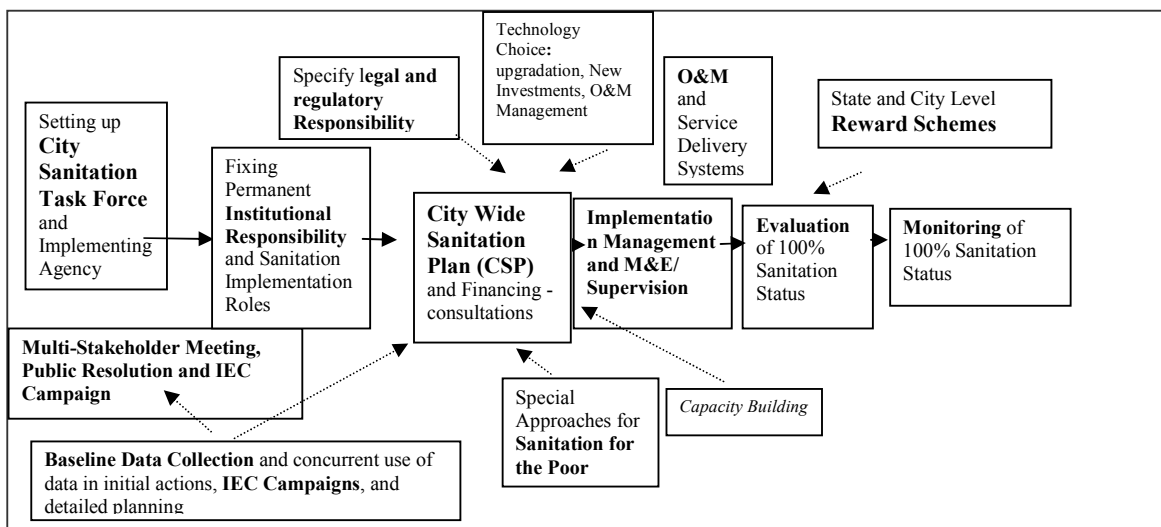 Technology
Choice:
upgradation, New
Investments, O&M
Management
Specify legal and
regulatory
Responsibility
O&M
and
Service
Delivery
Systems
State and City Level
Reward Schemes
Setting up
City
Sanitation
Task Force
and
Implementing
Agency
Fixing
Permanent
Institutional
Responsibility
and Sanitation
Implementation
Roles
City Wide
Sanitation
Plan (CSP)
and Financing -
consultations
Implementatio
n Management
and M&E/
Supervision
Evaluation
of 100%
Sanitation
Status
Monitoring of
100% Sanitation
Status
Multi-Stakeholder Meeting,
Public Resolution and IEC
Campaign
Special
Approaches for
Sanitation for
the Poor
Capacity Building
Baseline Data Collection and concurrent use of
data in initial actions, IEC Campaigns, and
detailed planning